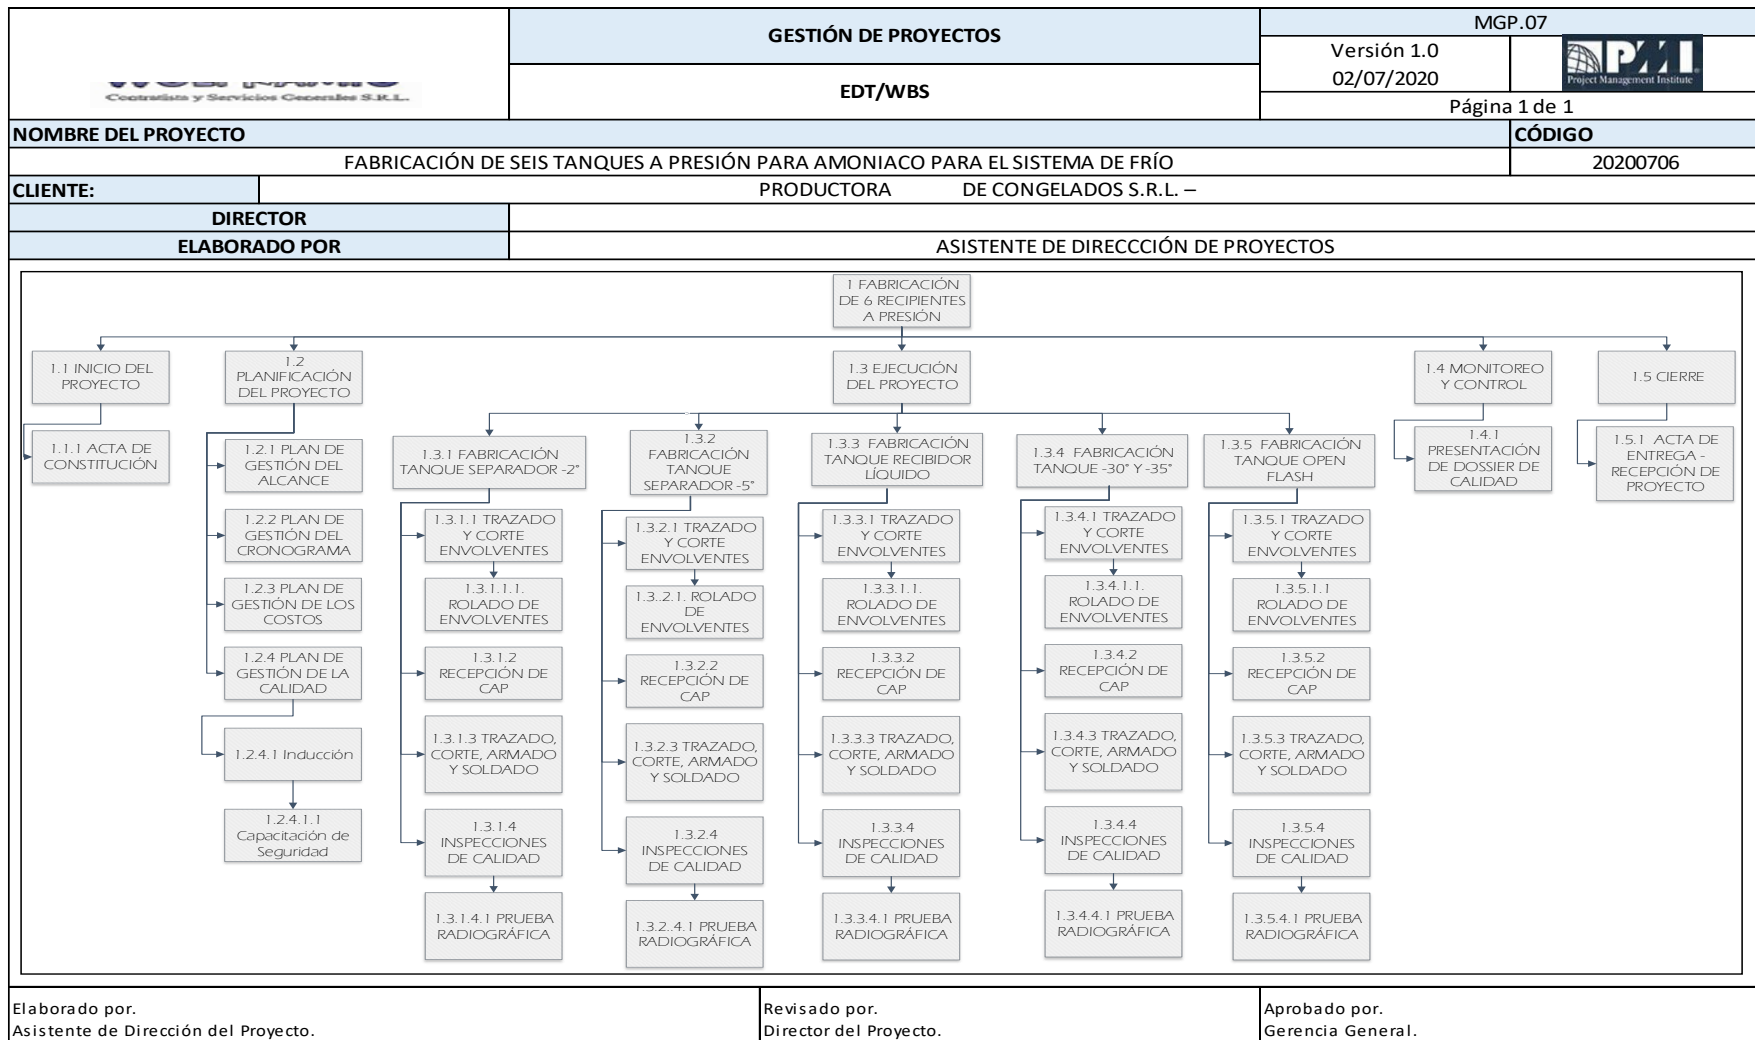 GESTIÓN DE PROYECTOS
MGP.07
Versión 1.0
02/07/2020
Project Management Institute
Contratista y Servicios Generales S.R.L.
EDT/WBS
Página 1 de 1
NOMBRE DEL PROYECTO
CÓDIGO
FABRICACIÓN DE SEIS TANQUES A PRESIÓN PARA AMONIACO PARA EL SISTEMA DE FRÍO
20200706
CLIENTE:
PRODUCTORA DE CONGELADOS S.R.L. –
DIRECTOR
ELABORADO POR
ASISTENTE DE DIRECCCIÓN DE PROYECTOS
1 FABRICACIÓN
DE 6 RECIPIENTES
A PRESIÓN
1.1 INICIO DEL
PROYECTO
1.1.1 ACTA DE
CONSTITUCIÓN
1.2
PLANIFICACIÓN
DEL PROYECTO
1.2.1 PLAN DE
GESTIÓN DEL
ALCANCE
1.2.2 PLAN DE
GESTIÓN DEL
CRONOGRAMA
1.2.3 PLAN DE
GESTIÓN DE LOS
COSTOS
1.2.4 PLAN DE
GESTIÓN DE LA
CALIDAD
1.2.4.1 Inducción
1.2.4.1.1
Capacitación de
Seguridad
1.3 EJECUCIÓN
DEL PROYECTO
1.3.1 FABRICACIÓN
TANQUE SEPARADOR -2°
1.3.1.1 TRAZADO
Y CORTE
ENVOLVENTES
1.3.1.1.1.
ROLADO DE
ENVOLVENTES
1.3.1.2
RECEPCIÓN DE
CAP
1.3.1.3 TRAZADO,
CORTE, ARMADO
Y SOLDADO
1.3.1.4
INSPECCIONES
DE CALIDAD
1.3.1.4.1 PRUEBA
RADIOGRÁFICA
1.3.2
FABRICACIÓN
TANQUE
SEPARADOR -5°
1.3.2.1 TRAZADO
Y CORTE
ENVOLVENTES
1.3..2.1. ROLADO
DE
ENVOLVENTES
1.3.2.2
RECEPCIÓN DE
CAP
1.3.2.3 TRAZADO,
CORTE, ARMADO
Y SOLDADO
1.3.2.4
INSPECCIONES
DE CALIDAD
1.3.2..4.1 PRUEBA
RADIOGRÁFICA
1.3.3 FABRICACIÓN
TANQUE RECIBIDOR
LÍQUIDO
1.3.3.1 TRAZADO
Y CORTE
ENVOLVENTES
1.3.3.1.1.
ROLADO DE
ENVOLVENTES
1.3.3.2
RECEPCIÓN DE
CAP
1.3.3.3 TRAZADO,
CORTE, ARMADO
Y SOLDADO
1.3.3.4
INSPECCIONES
DE CALIDAD
1.3.3.4.1 PRUEBA
RADIOGRÁFICA
1.3.4 FABRICACIÓN
TANQUE -30° Y -35°
1.3.4.1 TRAZADO
Y CORTE
ENVOLVENTES
1.3.4.1.1.
ROLADO DE
ENVOLVENTES
1.3.4.2
RECEPCIÓN DE
CAP
1.3.4.3 TRAZADO,
CORTE, ARMADO
Y SOLDADO
1.3.4.4
INSPECCIONES
DE CALIDAD
1.3.4.4.1 PRUEBA
RADIOGRÁFICA
1.3.5 FABRICACIÓN
TANQUE OPEN
FLASH
1.3.5.1 TRAZADO
Y CORTE
ENVOLVENTES
1.3.5.1.1
ROLADO DE
ENVOLVENTES
1.3.5.2
RECEPCIÓN DE
CAP
1.3.5.3 TRAZADO,
CORTE, ARMADO
Y SOLDADO
1.3.5.4
INSPECCIONES
DE CALIDAD
1.3.5.4.1 PRUEBA
RADIOGRÁFICA
1.4 MONITOREO
Y CONTROL
1.4.1
PRESENTACIÓN
DE DOSSIER DE
CALIDAD
1.5 CIERRE
1.5.1 ACTA DE
ENTREGA -
RECEPCIÓN DE
PROYECTO
Elaborado por.
Asistente de Dirección del Proyecto.
Revisado por.
Director del Proyecto.
Aprobado por.
Gerencia General.